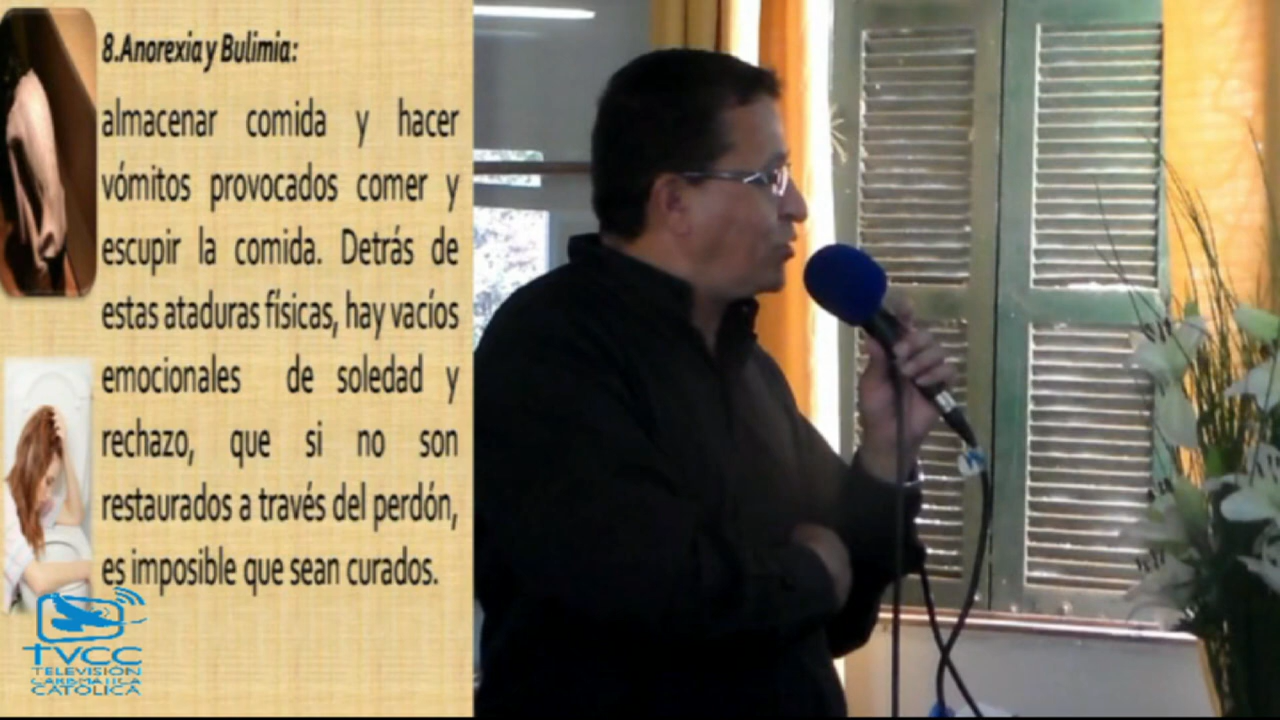 8.Anorexia y Bulimia:
almacenar comida y hacer
vómitos provocados comer y
escupir la comida. Detrás de
estas ataduras físicas, hay vacíos
emocionales de soledad y
rechazo, que si no son
restaurados a través del perdón,
es imposible que sean curados.
TVCC
TELEVISIÓN
CARISMÁTICA
CATÓLICA